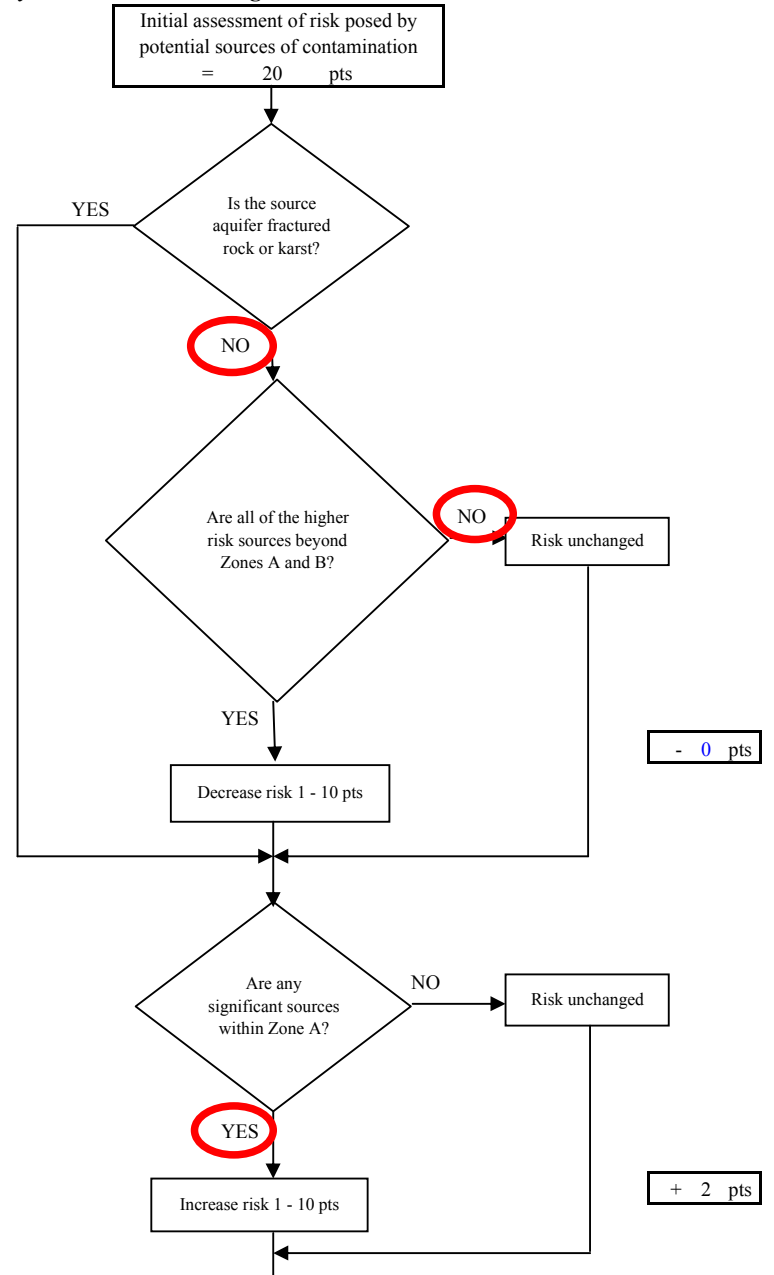 Initial assessment of risk posed by
potential sources of contamination
= 20 pts
YES
Is the source
aquifer fractured
rock or karst?
NO
Are all of the higher
risk sources beyond
Zones A and B?
NO
Risk unchanged
YES
- 0 pts
Decrease risk 1 - 10 pts
Are any
significant sources
within Zone A?
NO
Risk unchanged
YES
Increase risk 1 - 10 pts
+ 2 pts